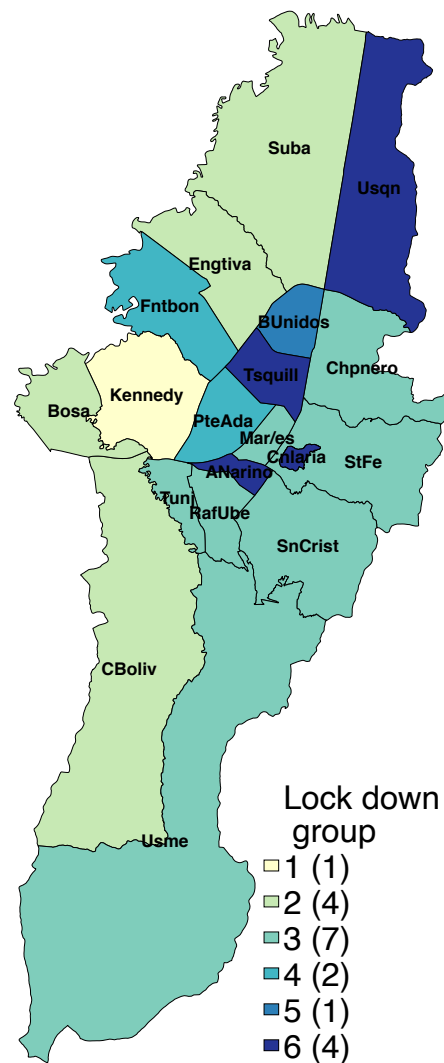 Suba
Usqn
Engtiva
Fntbon
BUnidos
Tsquill
Chpnero
Kennedy
Bosa
PteAda
Mar/es
Cnlaria
StFe
ANarino
Tunj
RafUbe
SnCrist
CBoliv
Usme
Lock down
group
1 (1)
2 (4)
3 (7)
4 (2)
5 (1)
6 (4)